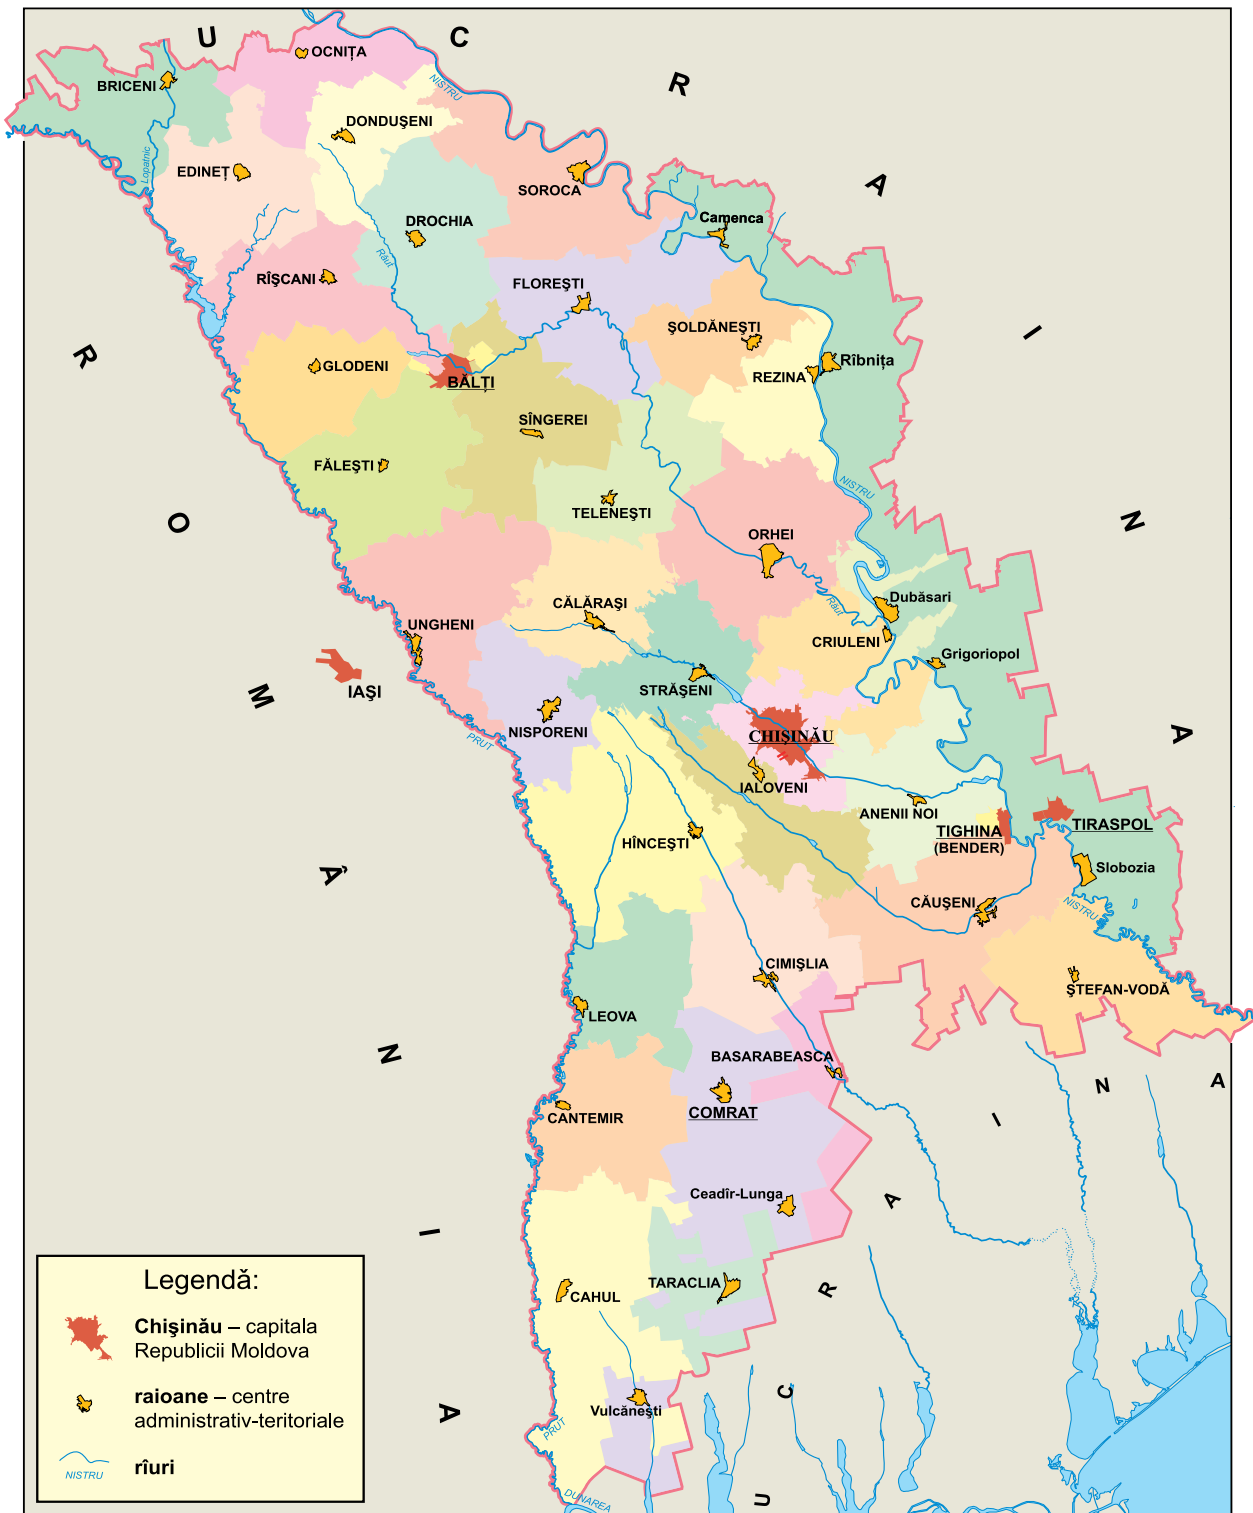 U C R A I N A
OCNIȚA
BRICENI
NISTRU
DONDUŞENI
Lopatnic
EDINEȚ
SOROCA
DROCHIA
Camenca
Răut
RÎŞCANI
FLOREŞTI
ŞOLDĂNEŞTI
GLODENI
REZINA
Rîbnița
BĂLȚI
SÎNGEREI
FĂLEŞTI
NISTRU
TELENEŞTI
ORHEI
Dubăsari
CĂLĂRAŞI
Răut
UNGHENI
CRIULENI
Grigoriopol
IAŞI
STRĂŞENI
NISPORENI
PRUT
CHIŞINĂU
IALOVENI
ANENII NOI
TIGHINA
(BENDER)
TIRASPOL
HÎNCEŞTI
Slobozia
CĂUŞENI
NISTRU
CIMIŞLIA
ŞTEFAN-VODĂ
LEOVA
BASARABEASCA
COMRAT
CANTEMIR
Ceadîr-Lunga
TARACLIA
CAHUL
Vulcăneşti
PRUT
DUNAREA
R O M Â N I A
U C R A I N A
Legendă:
Chişinău – capitala
Republicii Moldova
raioane – centre
administrativ-teritoriale
NISTRU
rîuri